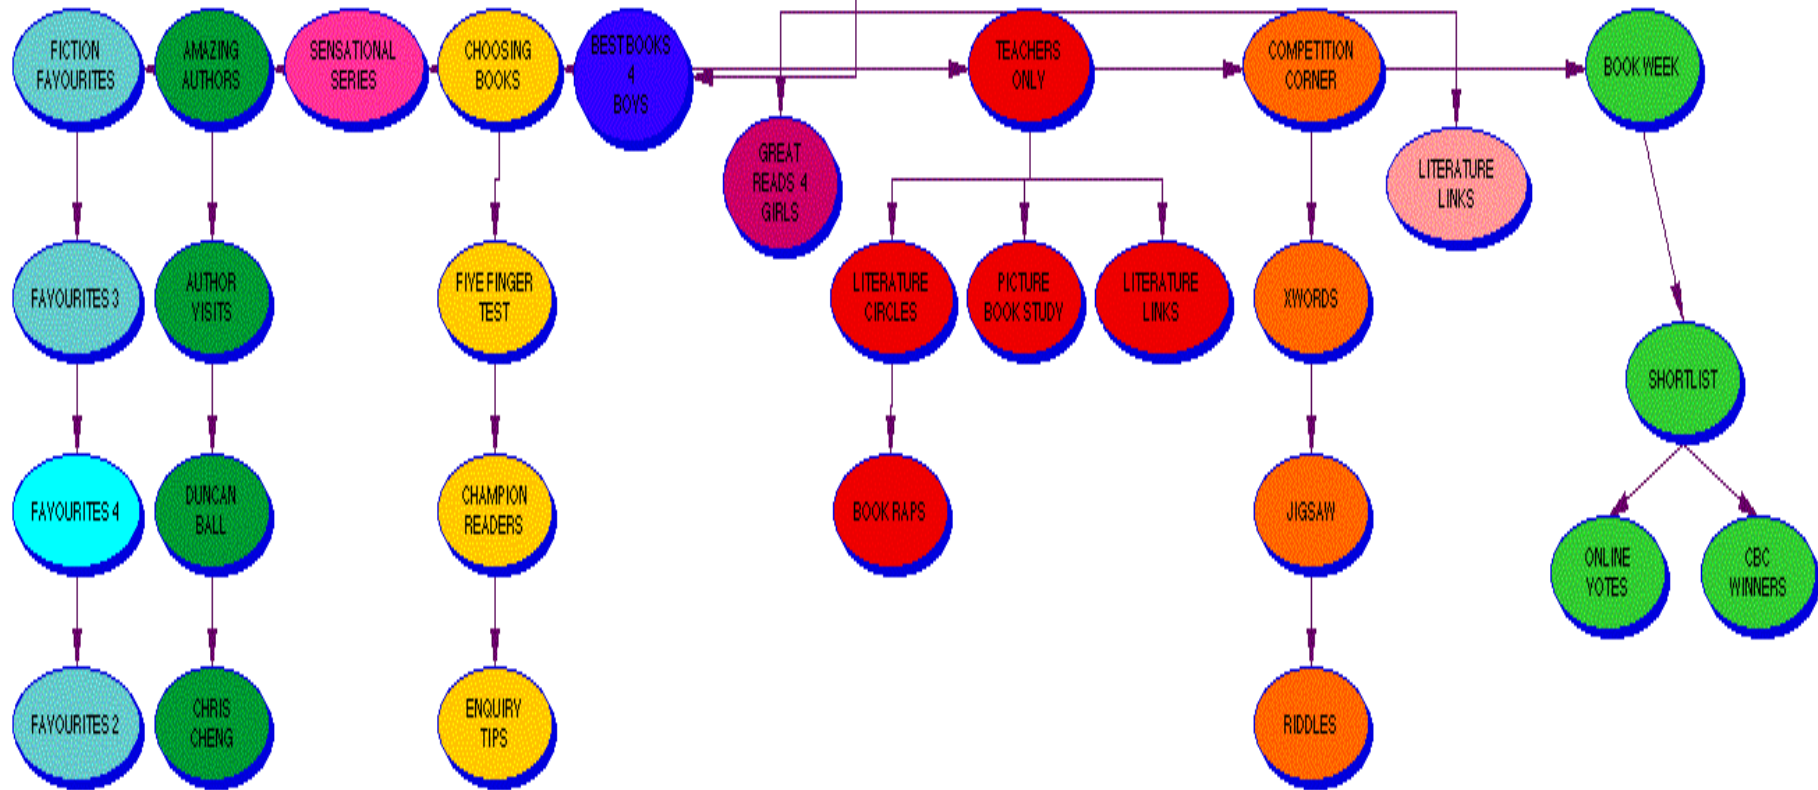 FICTION
FAVOURITES
AMAZING
AUTHORS
SENSATIONAL
SERIES
CHOOSING
BOOKS
BEST BOOKS
4
BOYS
TEACHERS
ONLY
COMPETITION
CORNER
BOOK WEEK
GREAT
READS 4
GIRLS
LITERATURE
LINKS
FAVOURITES 3
AUTHOR
VISITS
FIVE FINGER
TEST
LITERATURE
CIRCLES
PICTURE
BOOK STUDY
LITERATURE
LINKS
XWORDS
SHORTLIST
FAVOURITES 4
DUNCAN
BALL
CHAMPION
READERS
BOOK RAPS
JIGSAW
ONLINE
VOTES
CBC
WINNERS
FAVOURITES 2
CHRIS
CHENG
ENQUIRY
TIPS
RIDDLES